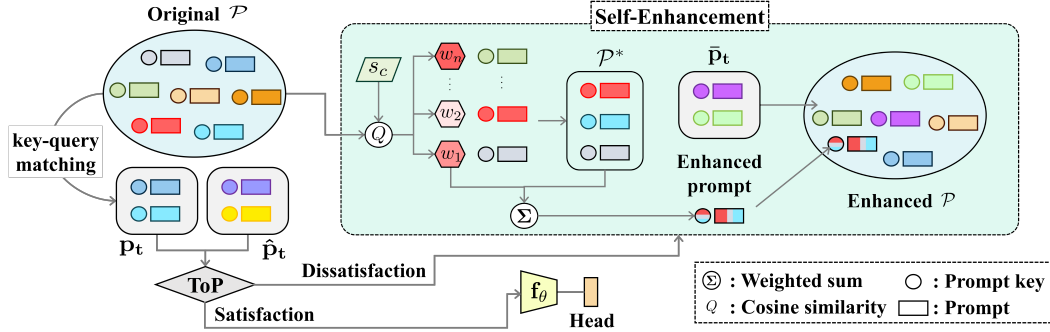 Original 𝒫
key-query
matching
p_t
p̂_t
ToP
Dissatisfaction
Satisfaction
f_θ
Head
Self-Enhancement
s_c
Q
w_n
w_2
w_1
𝒫*
Σ
p̄_t
Enhanced
prompt
Enhanced 𝒫
Σ : Weighted sum
Q : Cosine similarity
: Prompt key
: Prompt